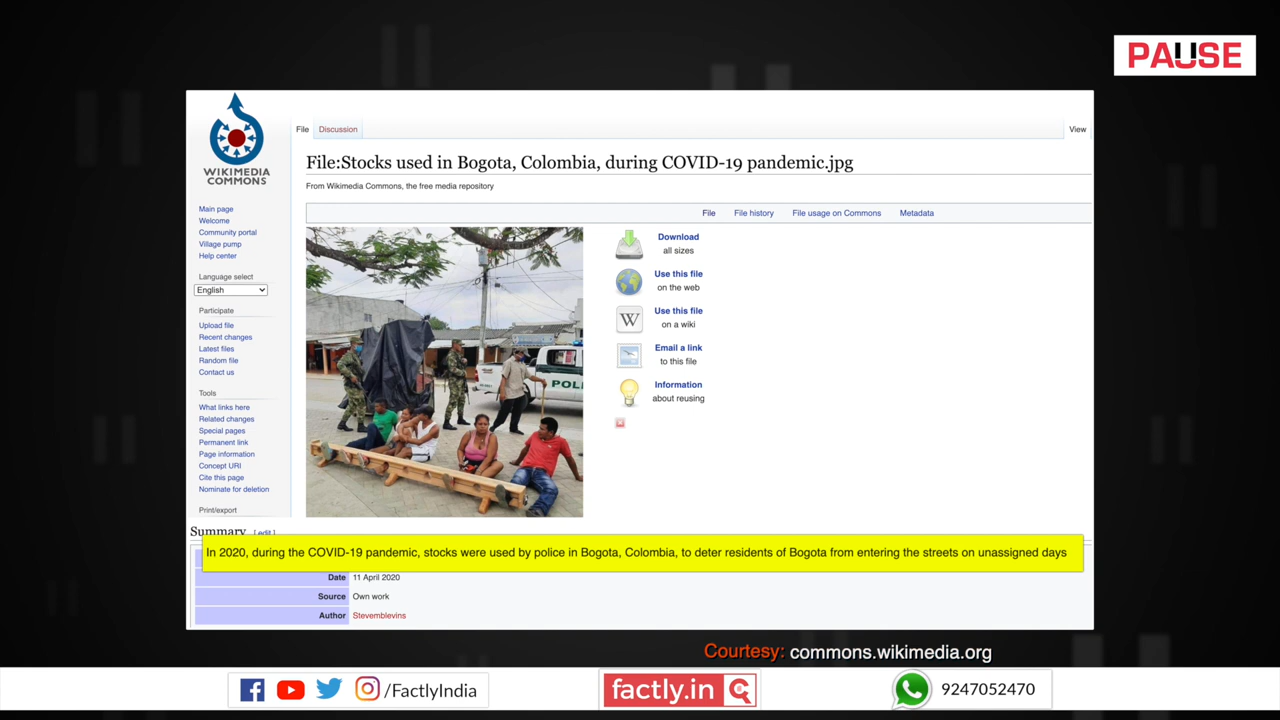 PAUSE
WIKIMEDIA
COMMONS
File
Discussion
View
File:Stocks used in Bogota, Colombia, during COVID-19 pandemic.jpg
From Wikimedia Commons, the free media repository
File
File history
File usage on Commons
Metadata
Main page
Welcome
Community portal
Village pump
Help center
Language select
English
Participate
Upload file
Recent changes
Latest files
Random file
Contact us
Tools
What links here
Related changes
Special pages
Permanent link
Page information
Concept URI
Cite this page
Nominate for deletion
Print/export
POL
Download
all sizes
Use this file
on the web
W
Use this file
on a wiki
Email a link
to this file
Information
about reusing
Summary [ edit ]
In 2020, during the COVID-19 pandemic, stocks were used by police in Bogota, Colombia, to deter residents of Bogota from entering the streets on unassigned days
Date 11 April 2020
Source Own work
Author Stevemblevins
Courtesy: commons.wikimedia.org
/FactlyIndia
factly.in
9247052470